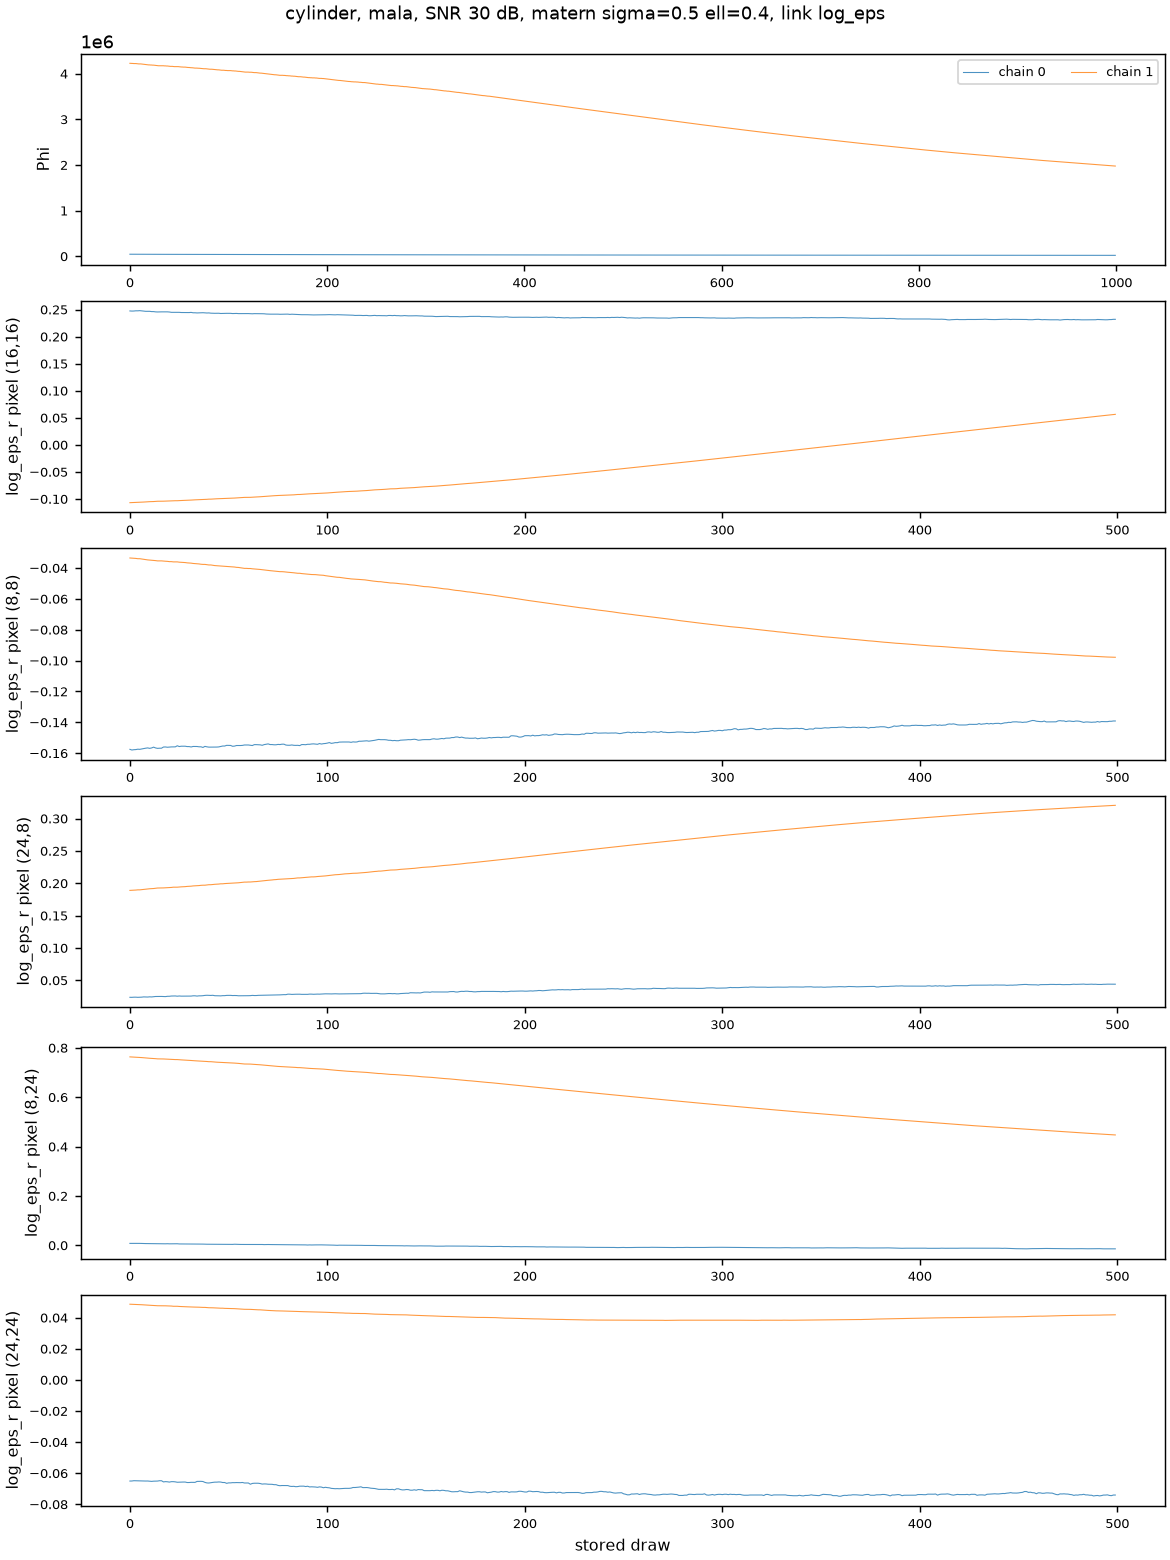 cylinder, mala, SNR 30 dB, matern sigma=0.5 ell=0.4, link log_eps
1e6
chain 0 chain 1
Phi
4
3
2
1
0
0 200 400 600 800 1000
log_eps_r pixel (16,16)
0.25
0.20
0.15
0.10
0.05
0.00
−0.05
−0.10
0 100 200 300 400 500
log_eps_r pixel (8,8)
−0.04
−0.06
−0.08
−0.10
−0.12
−0.14
−0.16
0 100 200 300 400 500
log_eps_r pixel (24,8)
0.30
0.25
0.20
0.15
0.10
0.05
0 100 200 300 400 500
log_eps_r pixel (8,24)
0.8
0.6
0.4
0.2
0.0
0 100 200 300 400 500
log_eps_r pixel (24,24)
0.04
0.02
0.00
−0.02
−0.04
−0.06
−0.08
0 100 200 300 400 500
stored draw